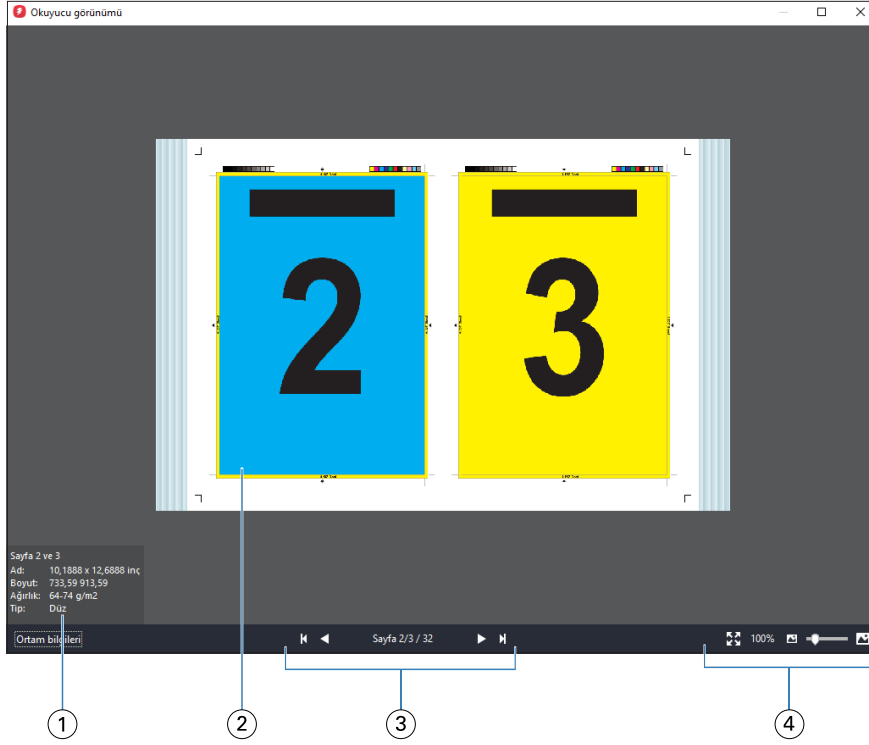 Okuyucu görünümü
2
3
Sayfa 2 ve 3
Ad: 10,1888 x 12,6888 inç
Boyut: 733,59 913,59
Ağırlık: 64-74 g/m2
Tip: Düz
Ortam bilgileri
Sayfa 2/3 / 32
100%
1
2
3
4